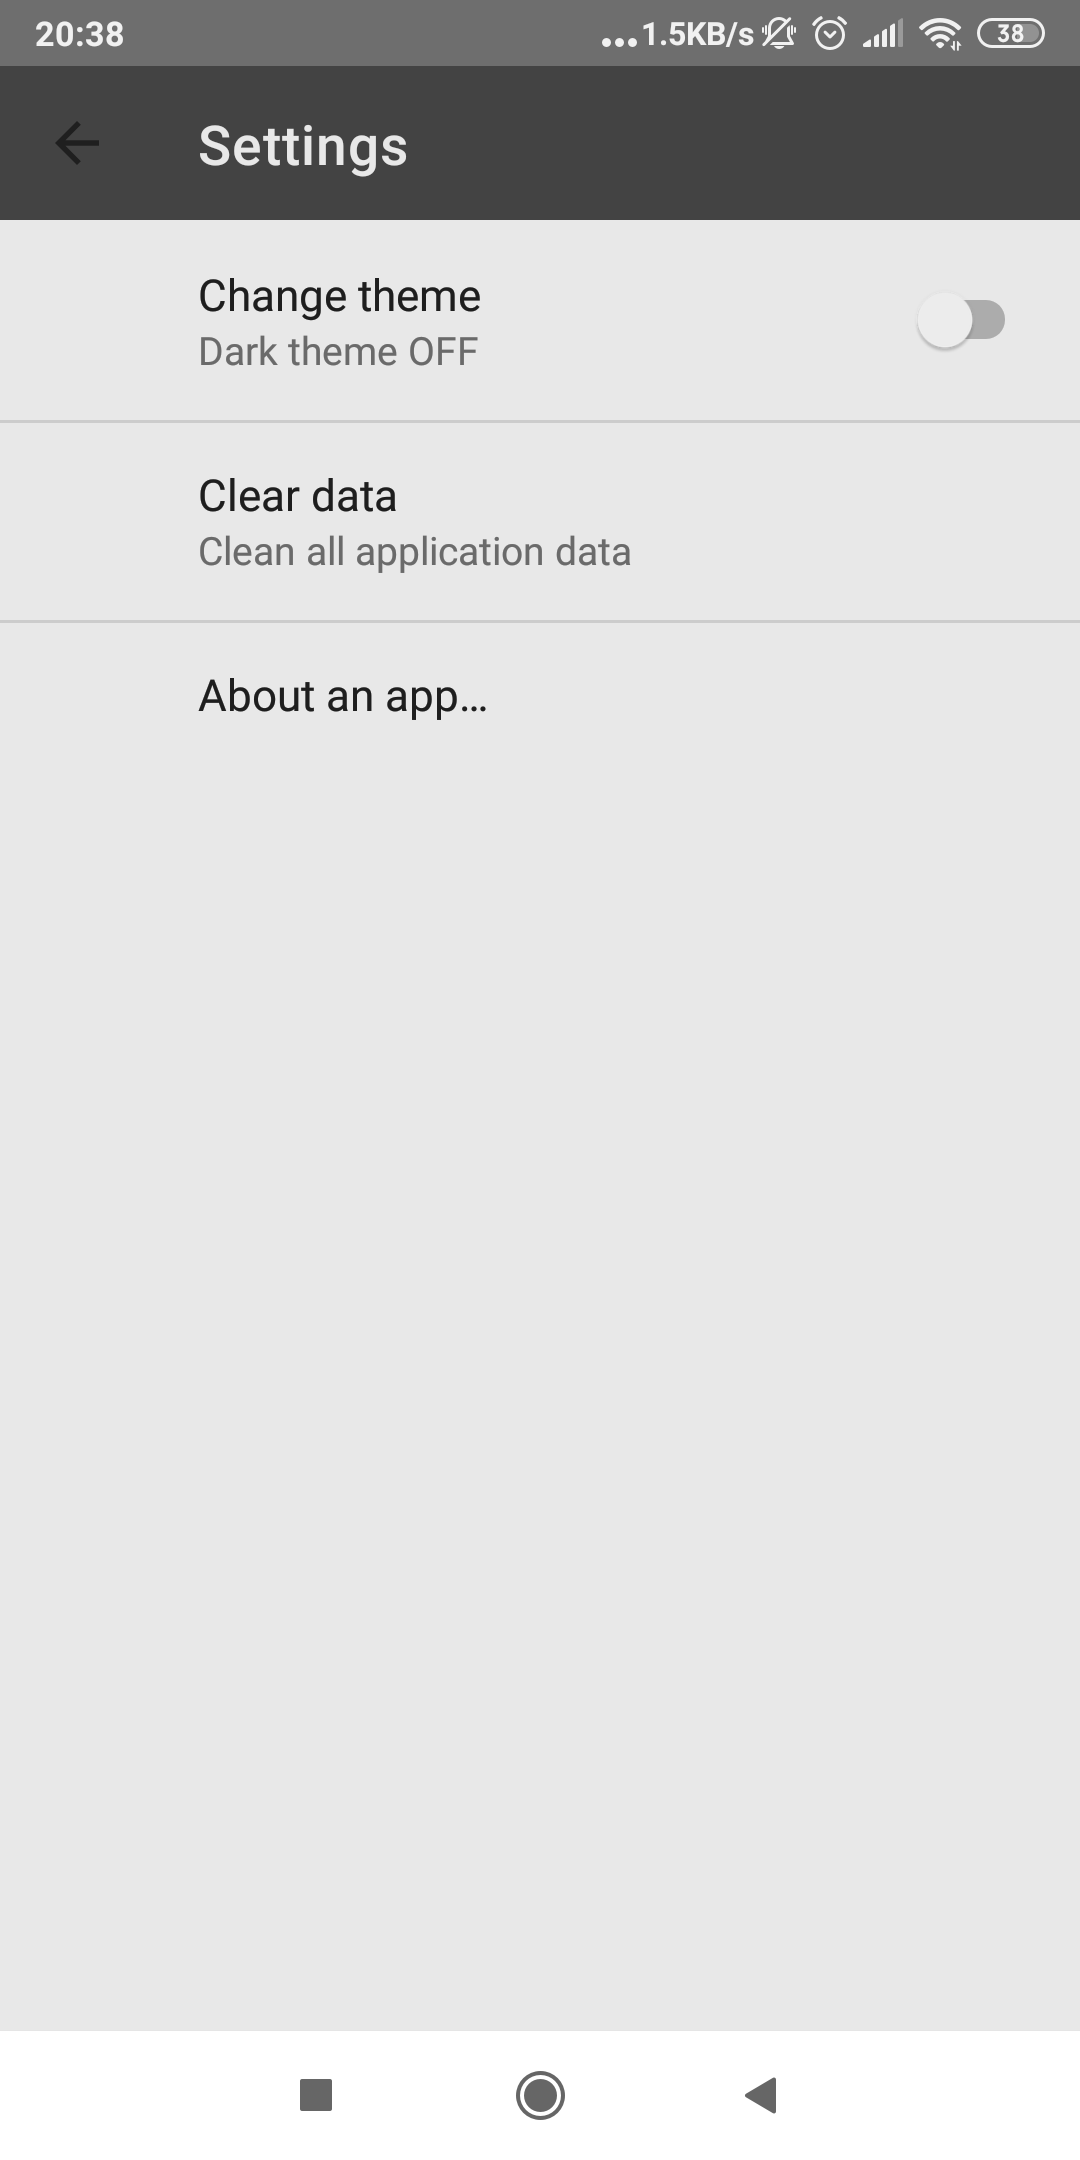 20:38 ...1.5KB/s 38
Settings
Change theme
Dark theme OFF
Clear data
Clean all application data
About an app...